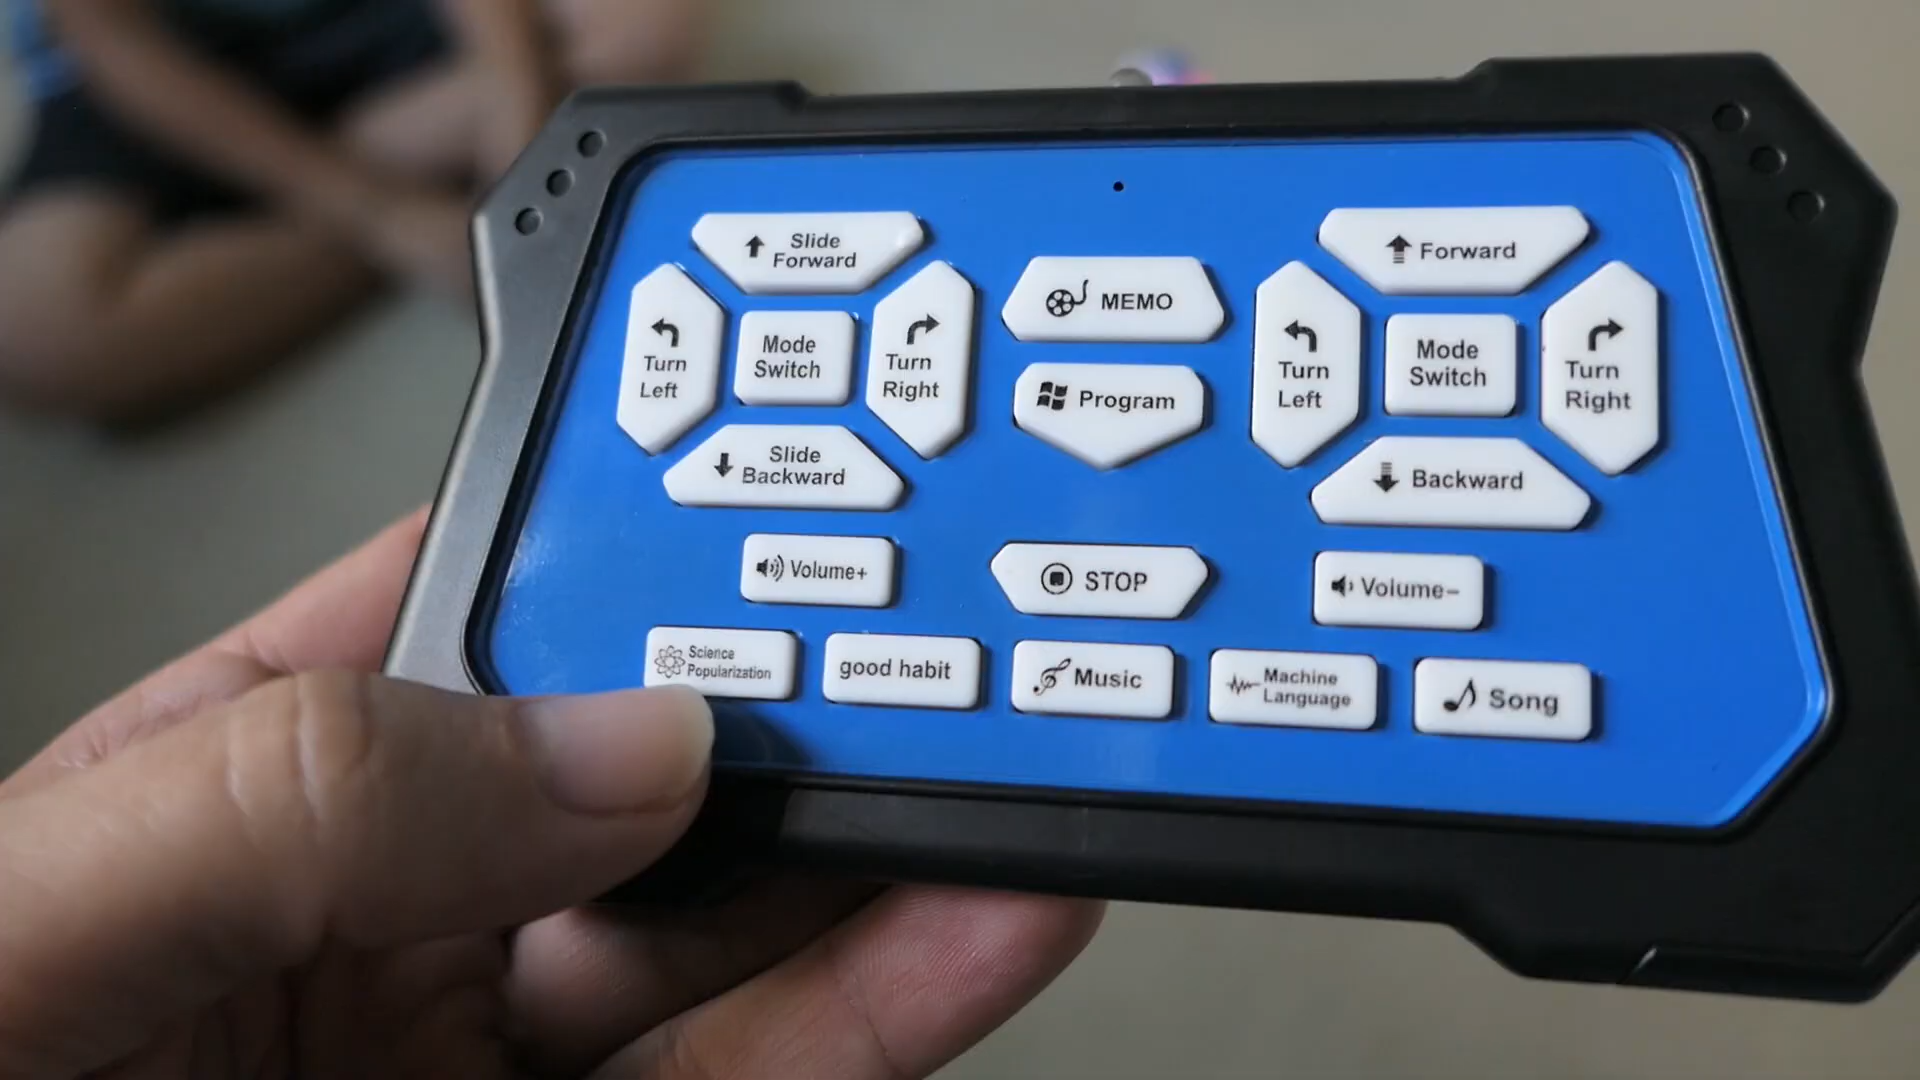 Slide
Forward
Forward
MEMO
Turn
Left
Mode
Switch
Turn
Right
Program
Turn
Left
Mode
Switch
Turn
Right
Slide
Backward
Backward
Volume+
STOP
Volume-
Science
Popularization
good habit
Music
Machine
Language
Song